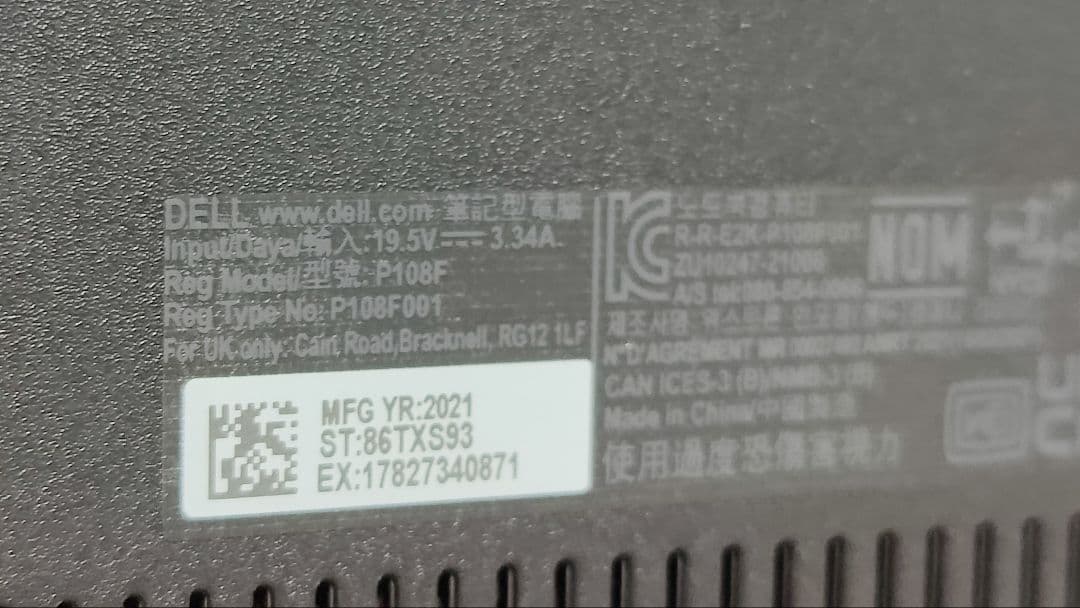 DELL www.dell.com 筆記型電腦
Input/Daya/輸入:19.5V⎓ 3.34A.
Reg Model/型號: P108F
Reg Type No: P108F001
For UK only: Cain Road,Bracknell, RG12 1LF
MFG YR:2021
ST:86TXS93
EX:17827340871
R-R-E2K-P108F001
NOM
CAN ICES-3 (B)/NMB-3 (B)
Made in China/中國製造
使用過度恐傷害視力